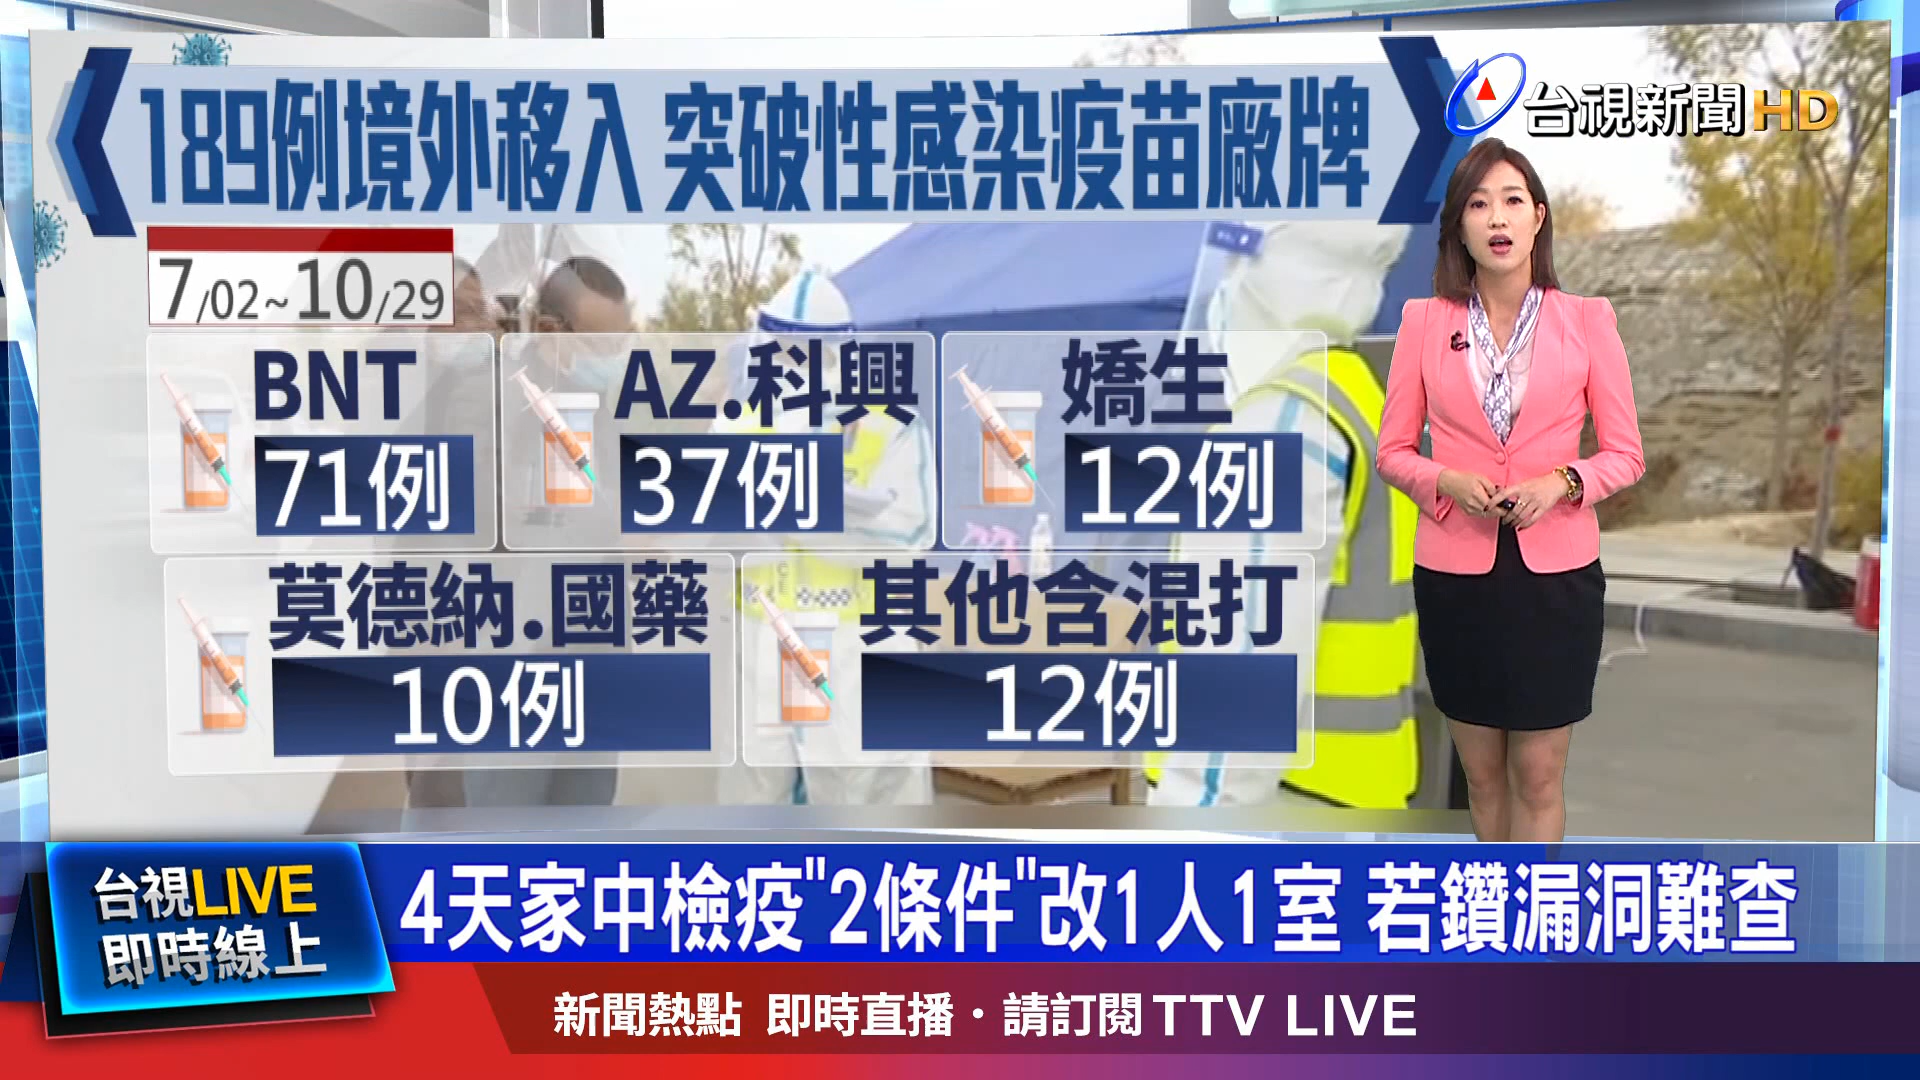 189例境外移入 突破性感染疫苗廠牌
台視新聞HD
7/02~10/29
BNT
71例
AZ.科興
37例
嬌生
12例
莫德納.國藥
10例
其他含混打
12例
台視LIVE
即時線上
4天家中檢疫"2條件"改1人1室 若鑽漏洞難查
新聞熱點 即時直播・請訂閱TTV LIVE